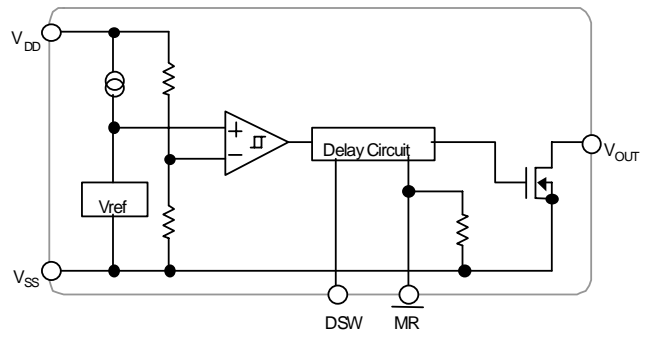 VDD
+
−
Delay Circuit
VOUT
Vref
VSS
DSW
MR